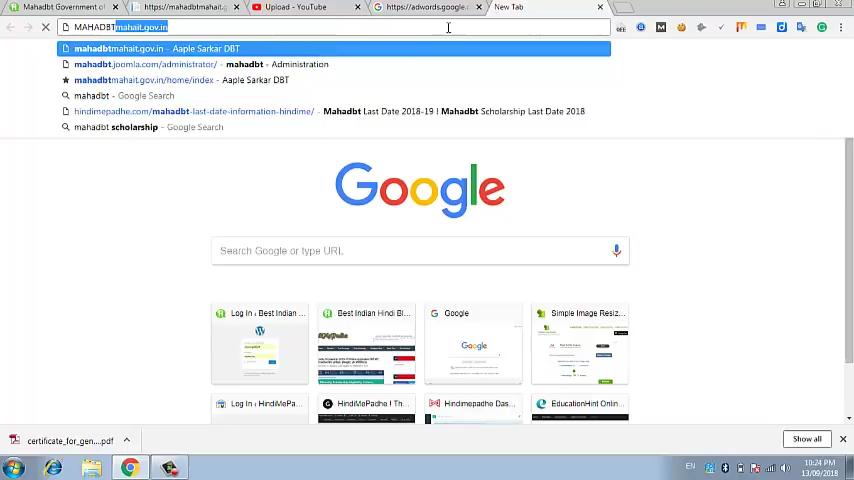 Mahadbt Government of
https://mahadbtmahait.g
Upload - YouTube
https://adwords.google.c
New Tab
MAHADBTmahait.gov.in
mahadbtmahait.gov.in - Aaple Sarkar DBT
mahadbt.joomla.com/administrator/ - mahadbt - Administration
mahadbtmahait.gov.in/home/index - Aaple Sarkar DBT
mahadbt - Google Search
hindimepadhe.com/mahadbt-last-date-information-hindime/ - Mahadbt Last Date 2018-19 ! Mahadbt Scholarship Last Date 2018
mahadbt scholarship - Google Search
Google
Search Google or type URL
Log In ‹ Best Indian ...
Best Indian Hindi Bl...
Google
Simple Image Resiz...
Google
Log In ‹ HindiMePa...
HindiMePadhe ! Th...
Hindimepadhe Das...
EducationHint Onlin...
certificate_for_gen....pdf
Show all
EN
10:24 PM
13/09/2018